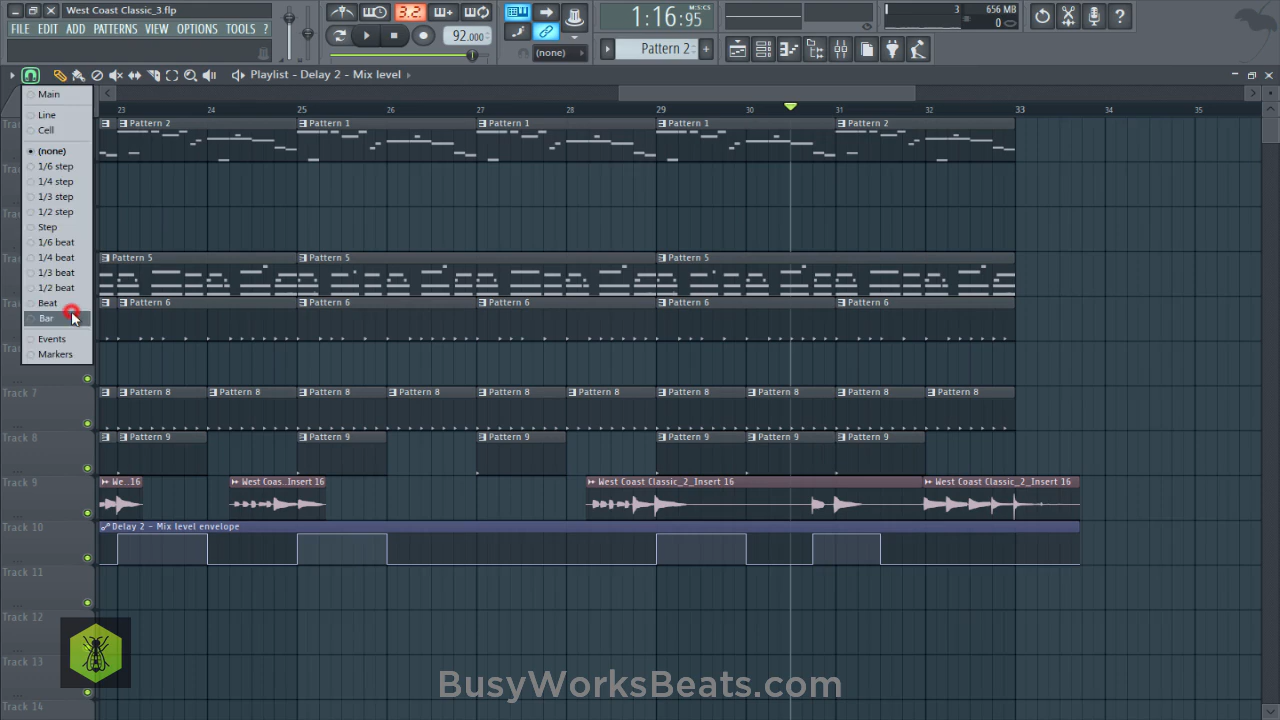 West Coast Classic_3.flp
FILE EDIT ADD PATTERNS VIEW OPTIONS TOOLS ?
3.2
92.000
(none)
1:16:95
M:S:CS
Pattern 2
3
656 MB
0
Playlist - Delay 2 - Mix level
Main
Line
Cell
(none)
1/6 step
1/4 step
1/3 step
1/2 step
Step
1/6 beat
1/4 beat
1/3 beat
1/2 beat
Beat
Bar
Events
Markers
23 24 25 26 27 28 29 30 31 32 33 34 35
Pattern 2 Pattern 1 Pattern 1 Pattern 1 Pattern 2
Pattern 5 Pattern 5 Pattern 5
Pattern 6 Pattern 6 Pattern 6 Pattern 6 Pattern 6
Track 7
Pattern 8 Pattern 8 Pattern 8 Pattern 8 Pattern 8 Pattern 8 Pattern 8 Pattern 8 Pattern 8 Pattern 8
Track 8
Pattern 9 Pattern 9 Pattern 9 Pattern 9 Pattern 9 Pattern 9
Track 9
We..16 West Coas..Insert 16 West Coast Classic_2_Insert 16 West Coast Classic_2_Insert 16
Track 10
Delay 2 - Mix level envelope
Track 11
Track 12
Track 13
Track 14
BusyWorksBeats.com